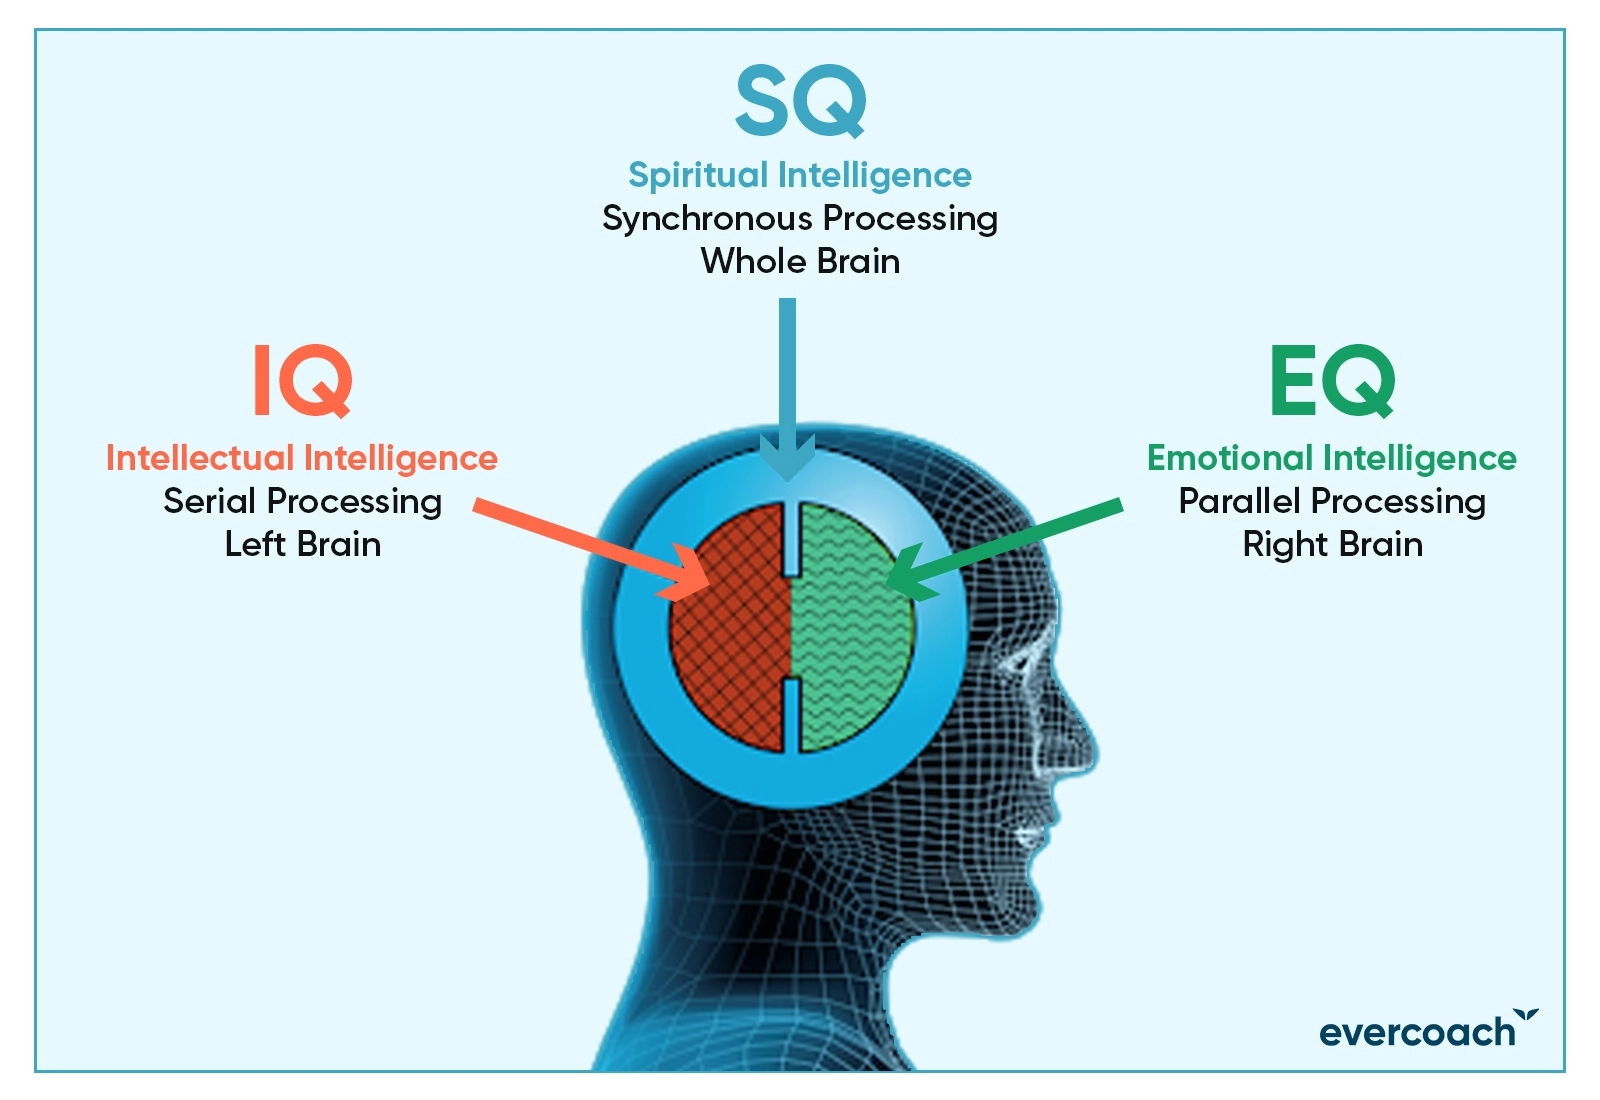 SQ
Spiritual Intelligence
Synchronous Processing
Whole Brain
IQ
Intellectual Intelligence
Serial Processing
Left Brain
EQ
Emotional Intelligence
Parallel Processing
Right Brain
evercoach